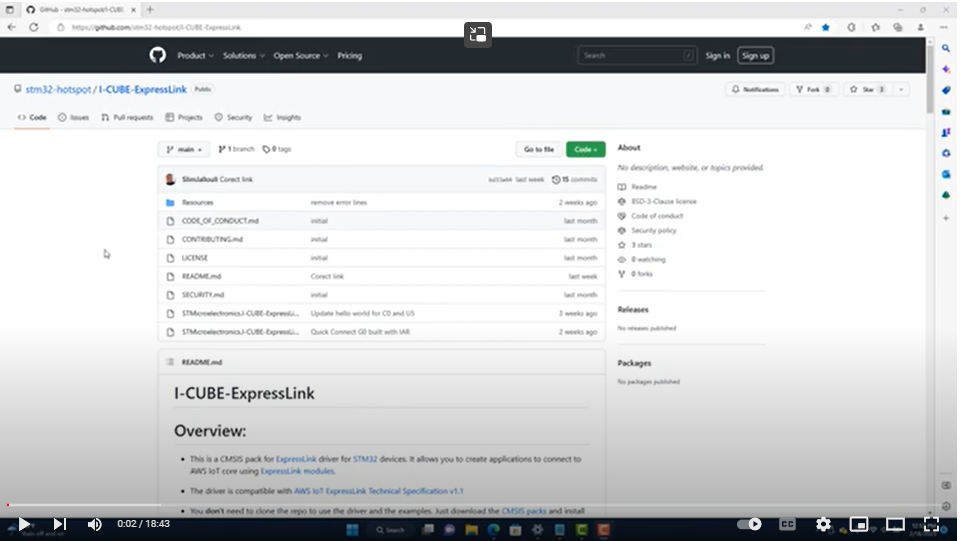 GitHub - stm32-hotspot/I-CUBE
https://github.com/stm32-hotspot/I-CUBE-ExpressLink
Product Solutions Open Source Pricing
Search /
Sign in Sign up
stm32-hotspot / I-CUBE-ExpressLink Public
Notifications Fork 0 Star 3
Code Issues Pull requests Projects Security Insights
main 1 branch 0 tags Go to file Code
SlimJallouli Corect link last week 15 commits
Resources remove error lines 2 weeks ago
CODE_OF_CONDUCT.md initial last month
CONTRIBUTING.md initial last month
LICENSE initial last month
README.md Corect link last week
SECURITY.md initial last month
STMicroelectronics.I-CUBE-ExpressLi... Update hello world for C0 and U5 3 weeks ago
STMicroelectronics.I-CUBE-ExpressLi... Quick Connect G0 built with IAR 2 weeks ago
About
No description, website, or topics provided.
Readme
BSD-3-Clause license
Code of conduct
Security policy
3 stars
0 watching
0 forks
Releases
No releases published
Packages
No packages published
README.md
I-CUBE-ExpressLink
Overview:
This is a CMSIS pack for ExpressLink driver for STM32 devices. It allows you to create applications to connect to
AWS IoT core using ExpressLink modules.
The driver is compatible with AWS IoT ExpressLink Technical Specification v1.1
You don't need to clone the repo to use the driver and the examples. Just download the CMSIS packs and install
0:02 / 18:43
Search
CC